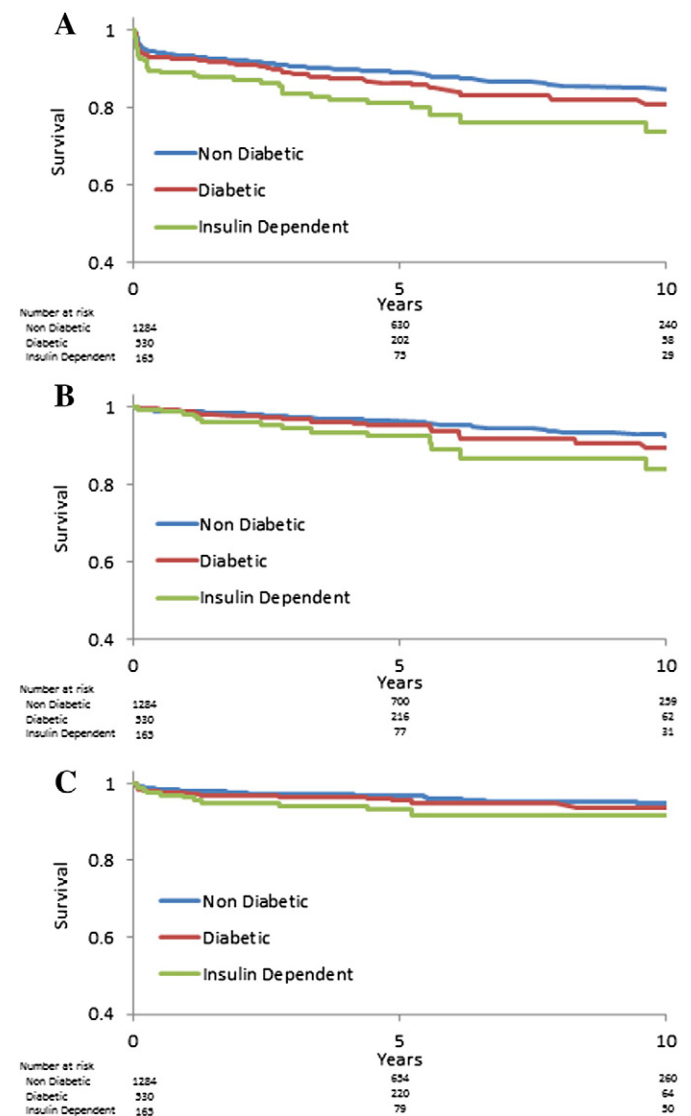 A
1
0.8
0.6
0.4
Survival
Non Diabetic
Diabetic
Insulin Dependent
0 5 10
Years
Number at risk
Non Diabetic 1284 630 240
Diabetic 330 202 58
Insulin Dependent 165 75 29
B
1
0.8
0.6
0.4
Survival
Non Diabetic
Diabetic
Insulin Dependent
0 5 10
Years
Number at risk
Non Diabetic 1284 700 259
Diabetic 330 216 62
Insulin Dependent 165 77 31
C
1
0.8
0.6
0.4
Survival
Non Diabetic
Diabetic
Insulin Dependent
0 5 10
Years
Number at risk
Non Diabetic 1284 654 260
Diabetic 330 220 64
Insulin Dependent 165 79 30